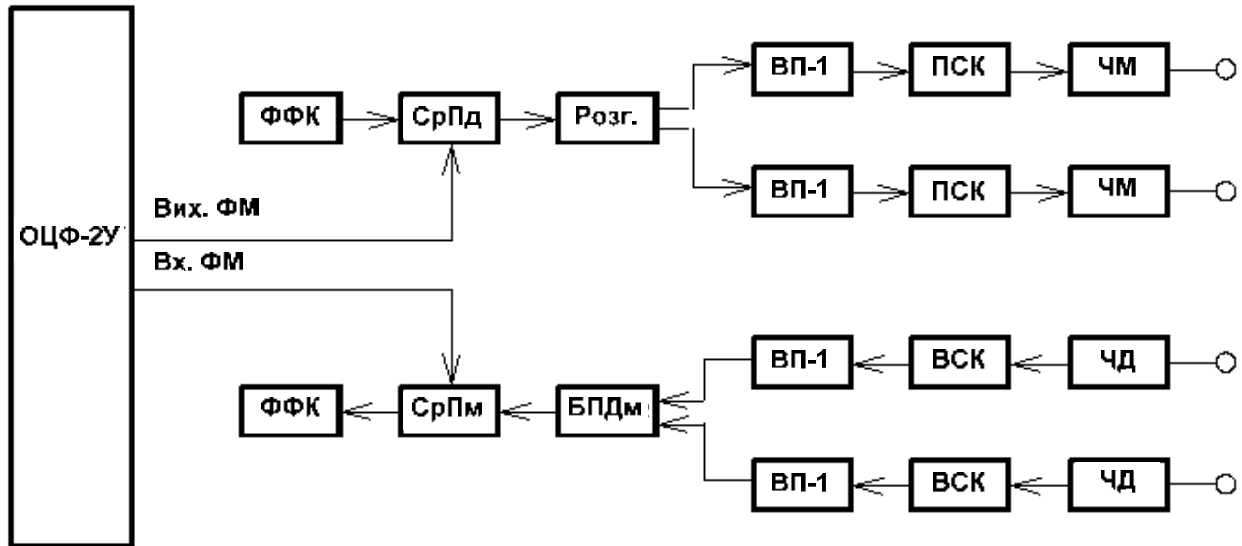 ВП-1 ПСК ЧМ
ФФК СрПд Розг.
ВП-1 ПСК ЧМ
Вих. ФМ
ОЦФ-2У
Вх. ФМ
ВП-1 ВСК ЧД
ФФК СрПм БПДм
ВП-1 ВСК ЧД